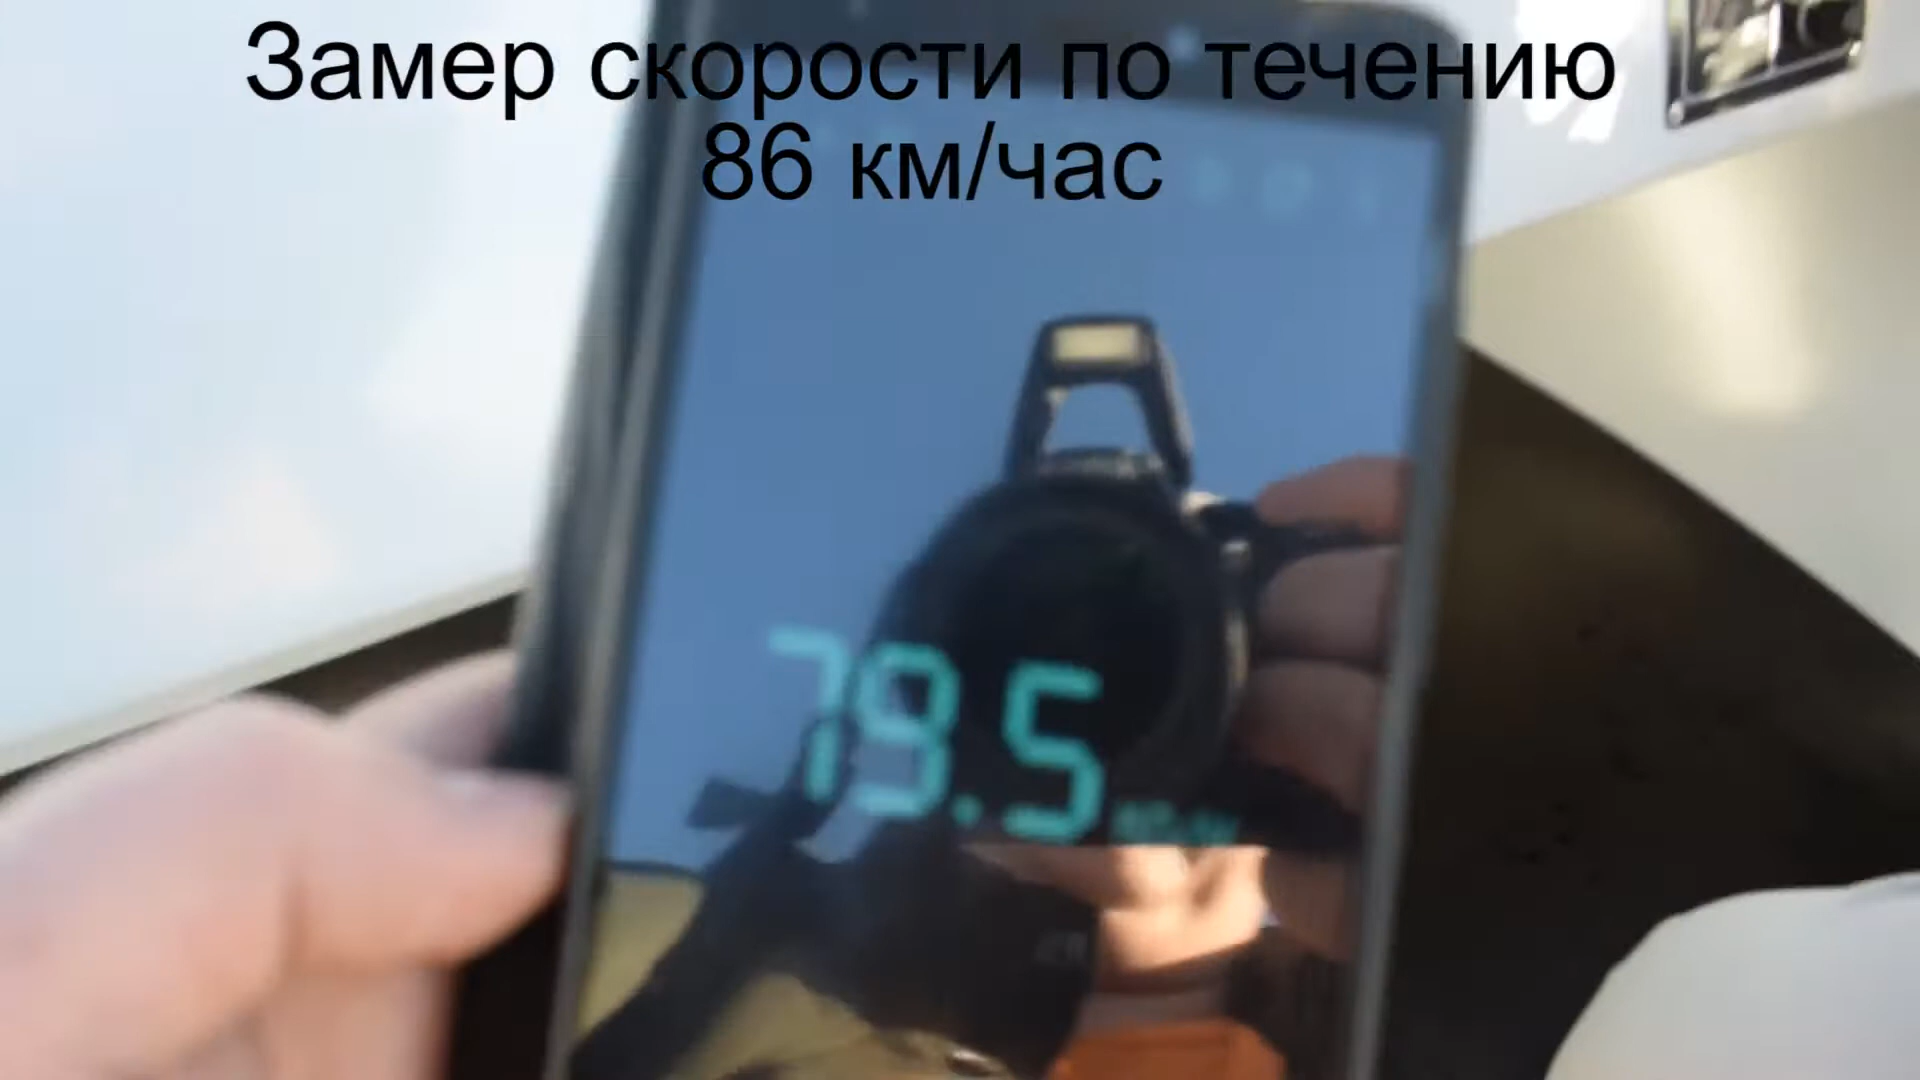 Замер скорости по течению
86 км/час
79.5